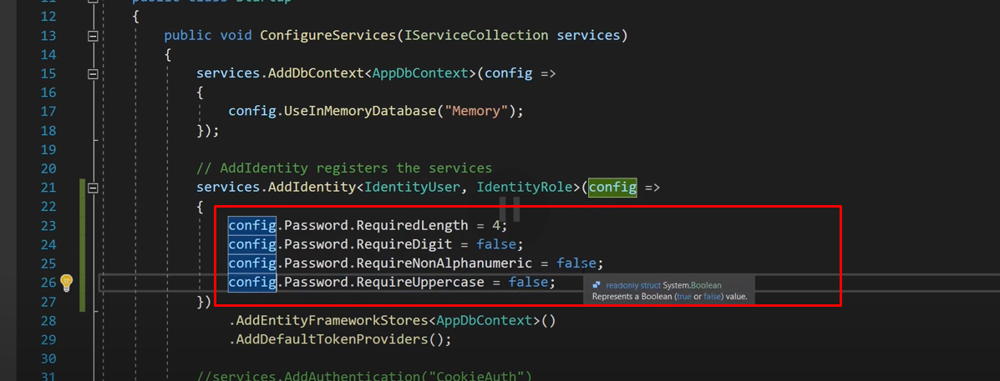 11 public class Startup
12 {
13 public void ConfigureServices(IServiceCollection services)
14 {
15 services.AddDbContext<AppDbContext>(config =>
16 {
17 config.UseInMemoryDatabase("Memory");
18 });
19
20 // AddIdentity registers the services
21 services.AddIdentity<IdentityUser, IdentityRole>(config =>
22 {
23 config.Password.RequiredLength = 4;
24 config.Password.RequireDigit = false;
25 config.Password.RequireNonAlphanumeric = false;
26 config.Password.RequireUppercase = false;
readonly struct System.Boolean
Represents a Boolean (true or false) value.
27 })
28 .AddEntityFrameworkStores<AppDbContext>()
29 .AddDefaultTokenProviders();
30
31 //services.AddAuthentication("CookieAuth")